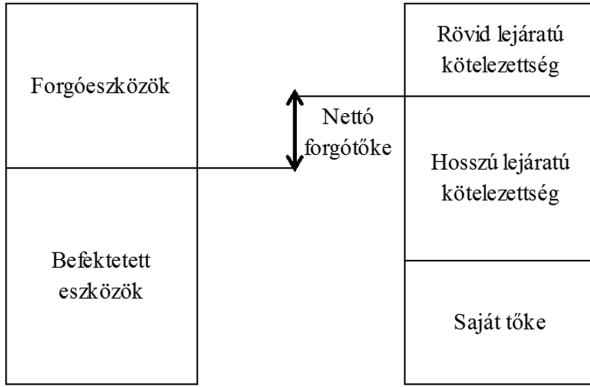 Forgóeszközök
Befektetett
eszközök
Nettó
forgótőke
Rövid lejáratú
kötelezettség
Hosszú lejáratú
kötelezettség
Saját tőke